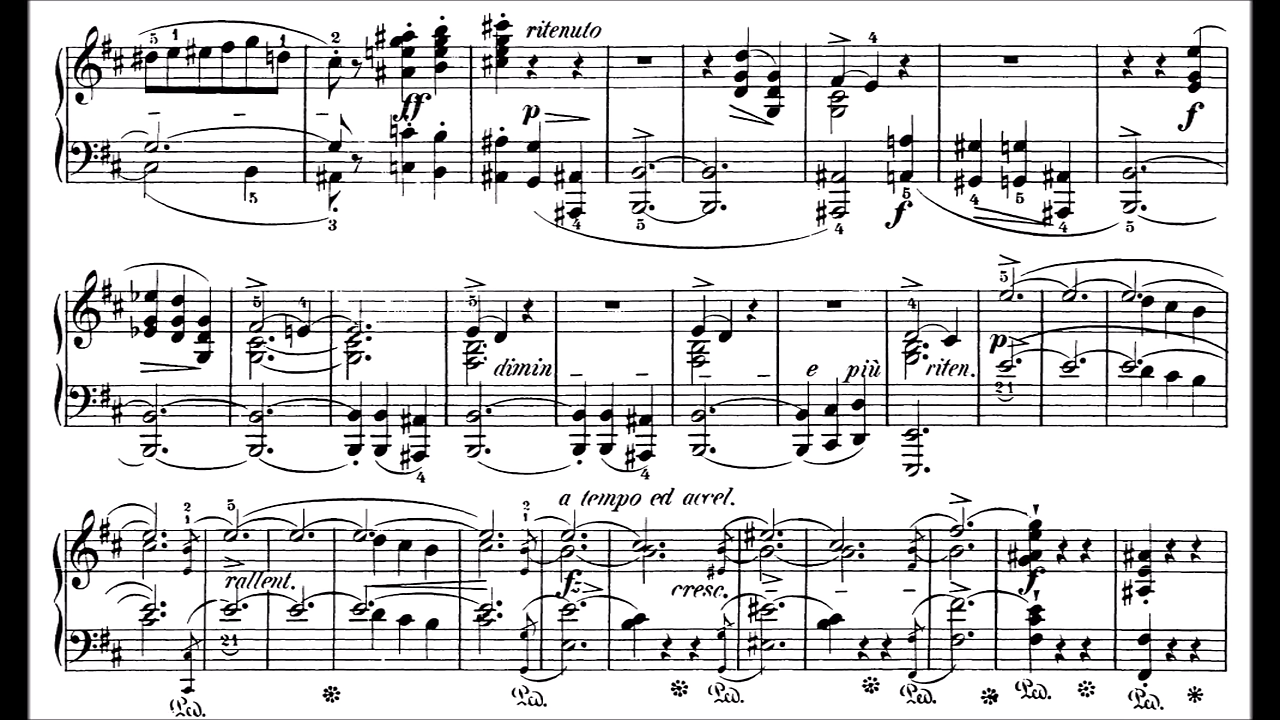 ritenuto
ff
p
f
f
dimin
e più
riten.
p
a tempo ed accel.
rallent.
f
cresc.
f
Ped. Ped. Ped. Ped. Ped. Ped.